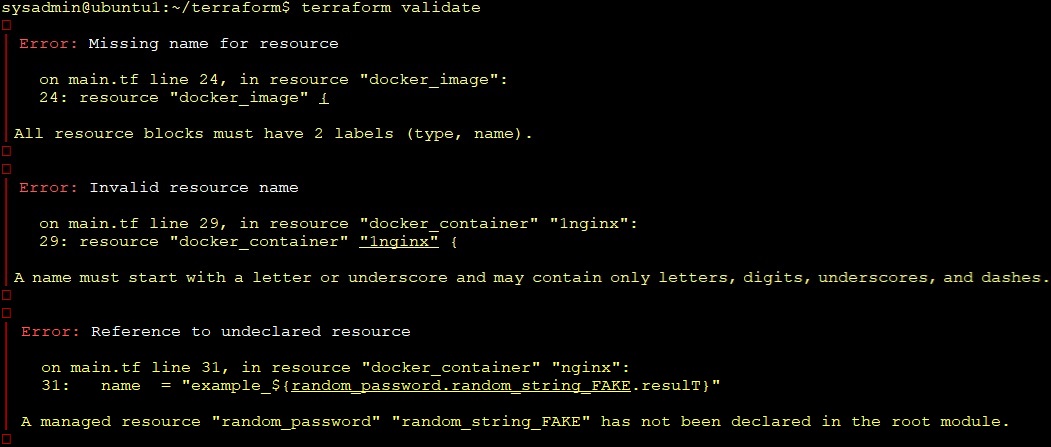 sysadmin@ubuntu1:~/terraform$ terraform validate
Error: Missing name for resource
on main.tf line 24, in resource "docker_image":
24: resource "docker_image" {
All resource blocks must have 2 labels (type, name).
Error: Invalid resource name
on main.tf line 29, in resource "docker_container" "1nginx":
29: resource "docker_container" "1nginx" {
A name must start with a letter or underscore and may contain only letters, digits, underscores, and dashes.
Error: Reference to undeclared resource
on main.tf line 31, in resource "docker_container" "nginx":
31:   name  = "example_${random_password.random_string_FAKE.resulT}"
A managed resource "random_password" "random_string_FAKE" has not been declared in the root module.